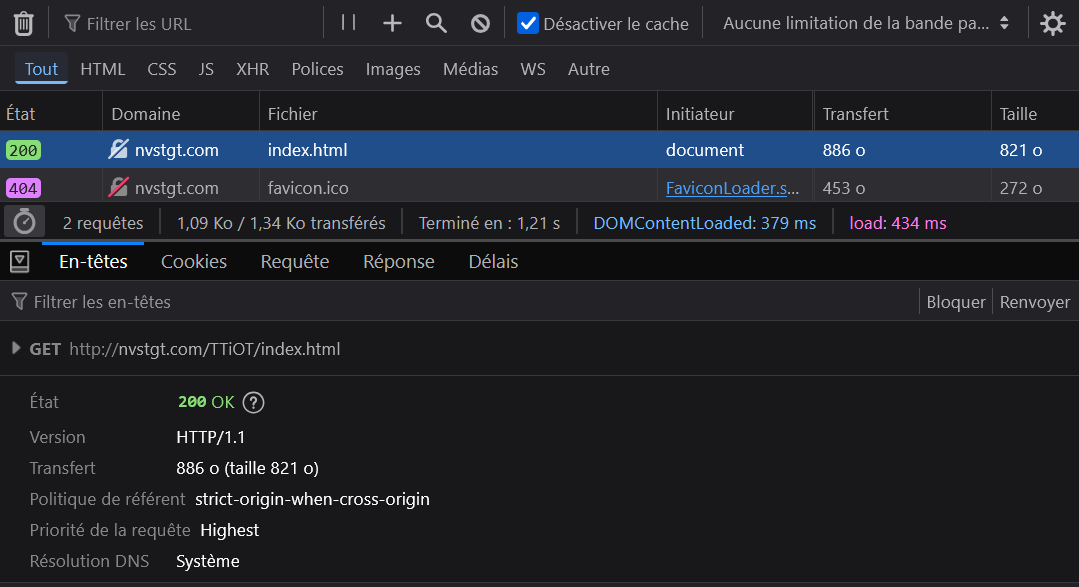 Filtrer les URL Désactiver le cache Aucune limitation de la bande pa...
Tout HTML CSS JS XHR Polices Images Médias WS Autre
État Domaine Fichier Initiateur Transfert Taille
200 nvstgt.com index.html document 886 o 821 o
404 nvstgt.com favicon.ico FaviconLoader.s... 453 o 272 o
2 requêtes 1,09 Ko / 1,34 Ko transférés Terminé en : 1,21 s DOMContentLoaded: 379 ms load: 434 ms
En-têtes Cookies Requête Réponse Délais
Filtrer les en-têtes Bloquer Renvoyer
GET http://nvstgt.com/TTiOT/index.html
État 200 OK ?
Version HTTP/1.1
Transfert 886 o (taille 821 o)
Politique de référent strict-origin-when-cross-origin
Priorité de la requête Highest
Résolution DNS Système